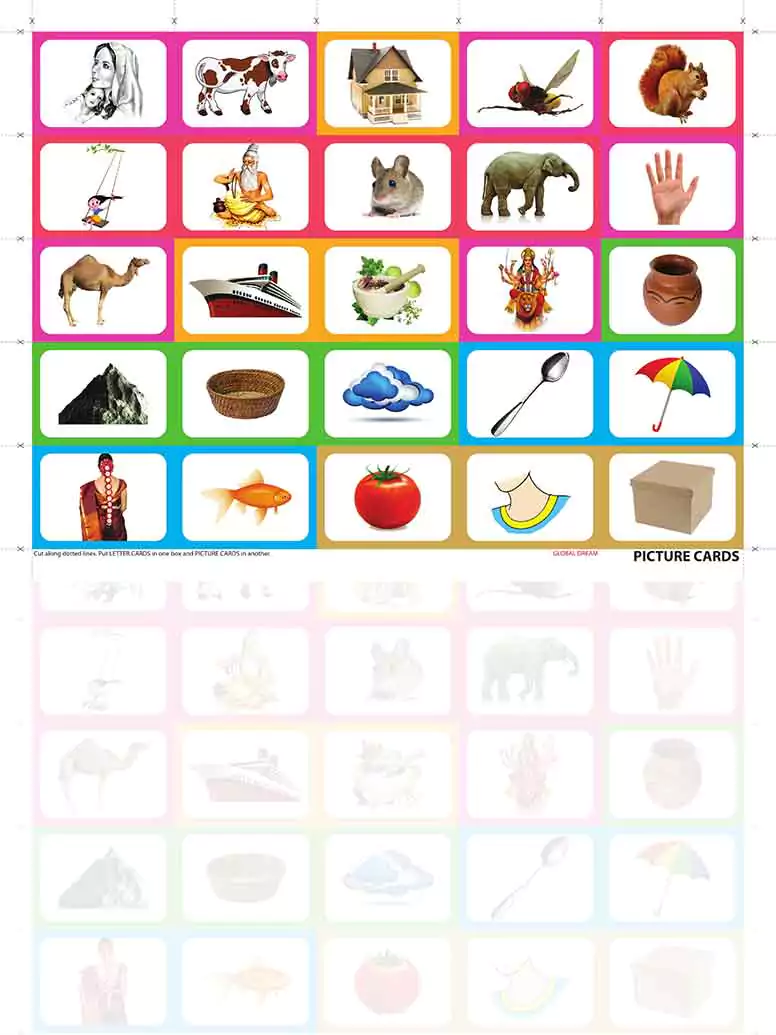 Cut along dotted lines. Put LETTER CARDS in one box and PICTURE CARDS in another.
GLOBAL DREAM
PICTURE CARDS